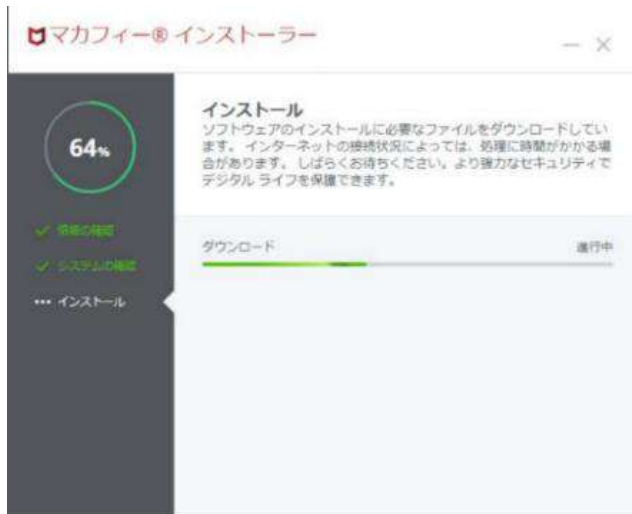 マカフィー® インストーラー
64%
インストール
ソフトウェアのインストールに必要なファイルをダウンロードしてい
ます。 インターネットの接続状況によっては、処理に時間がかかる場
合があります。 しばらくお待ちください。より強力なセキュリティで
デジタル ライフを保護できます。
情報の確認
システムの確認
インストール
ダウンロード 進行中